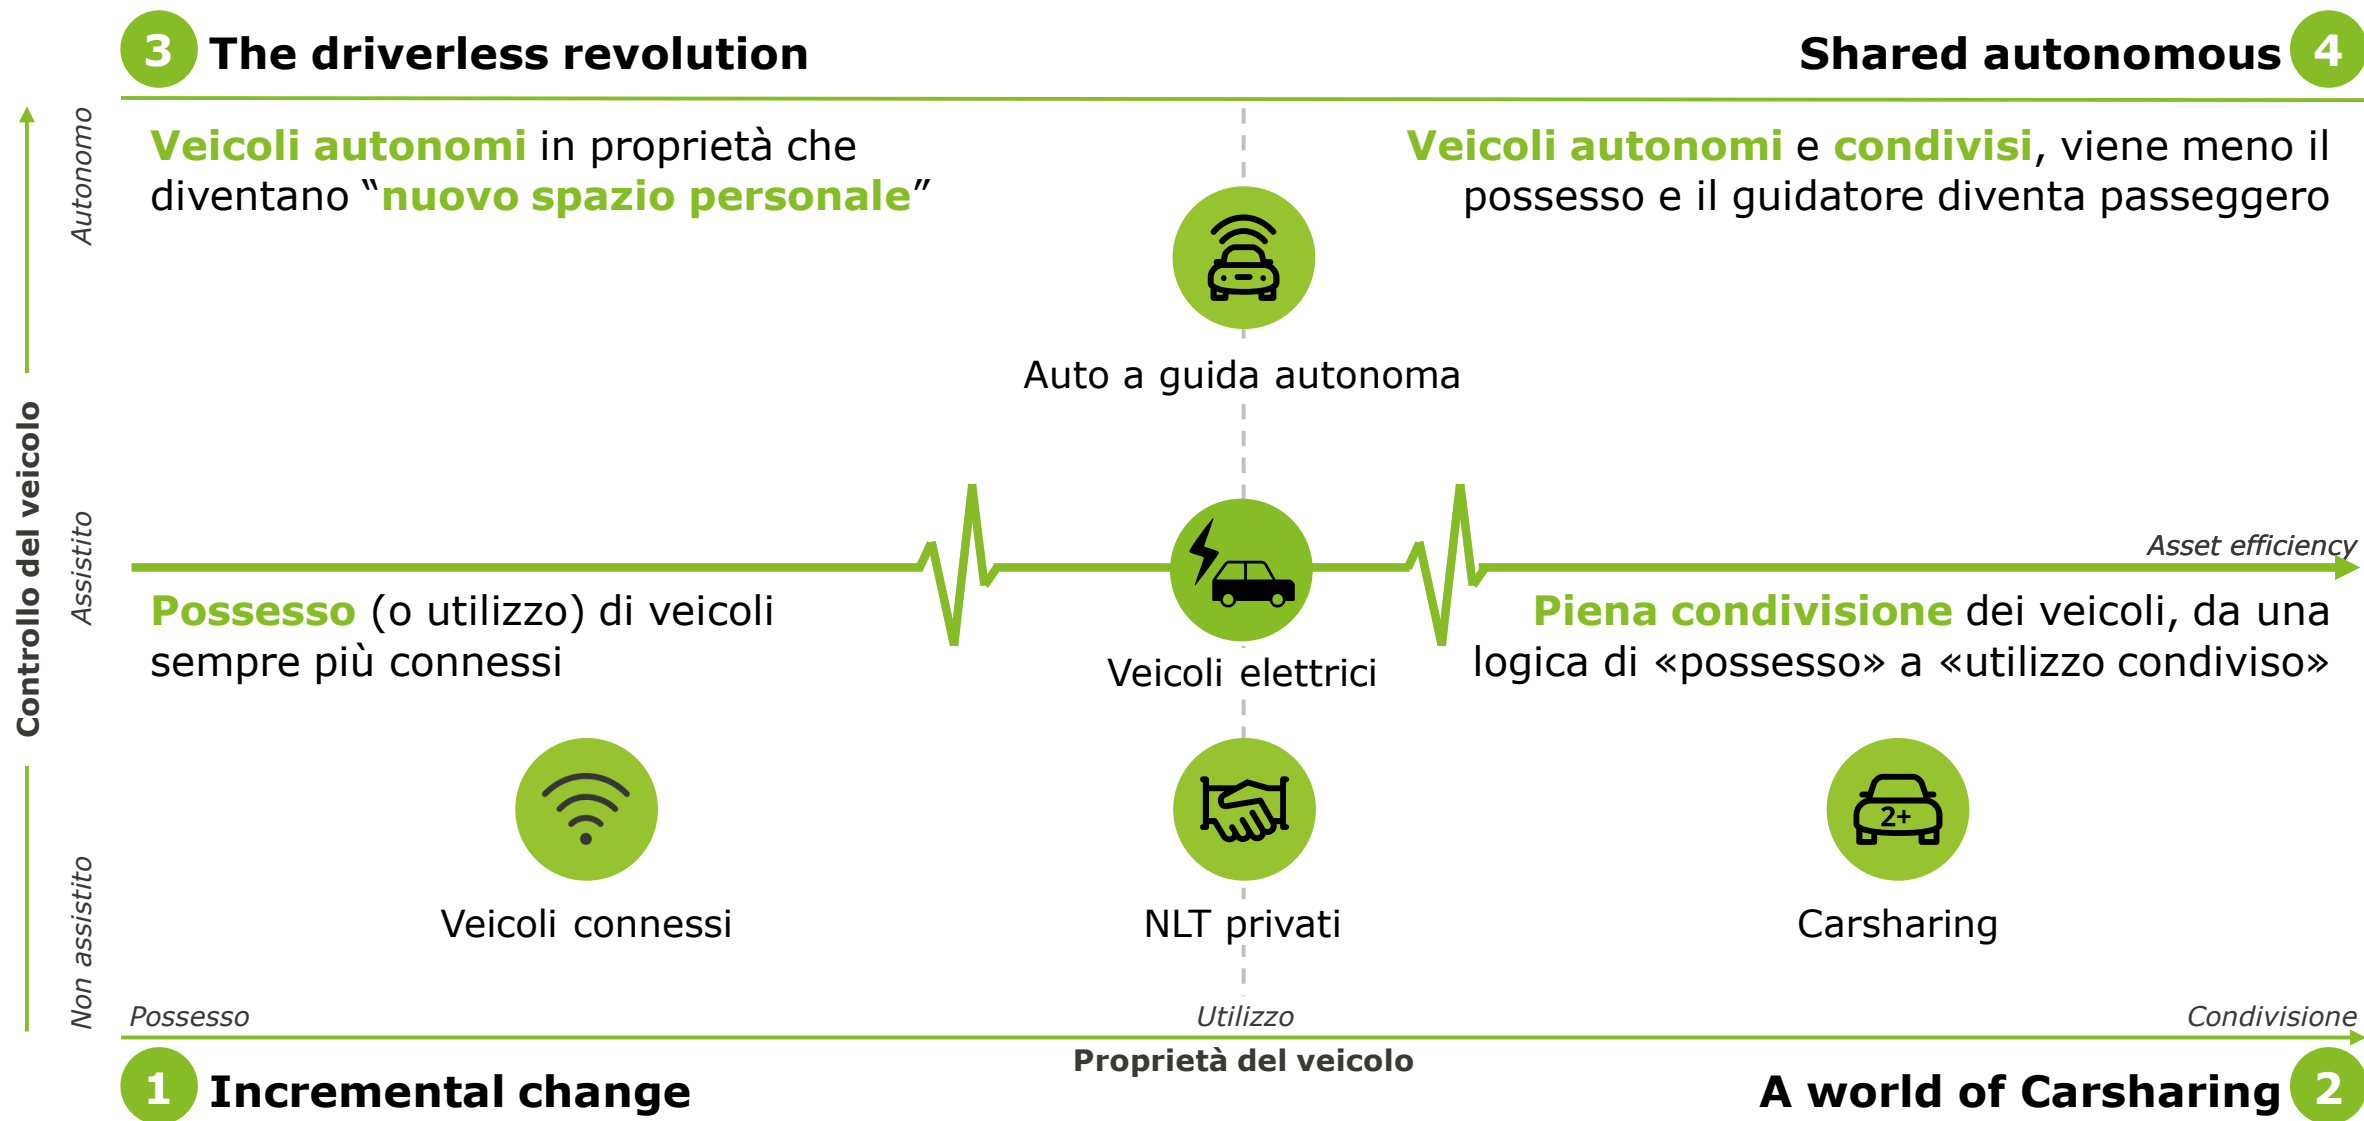 3 The driverless revolution
Shared autonomous 4
Autonomo
Veicoli autonomi in proprietà che
diventano “nuovo spazio personale”
Veicoli autonomi e condivisi, viene meno il
possesso e il guidatore diventa passeggero
Auto a guida autonoma
Controllo del veicolo
Assistito
Asset efficiency
Possesso (o utilizzo) di veicoli
sempre più connessi
Veicoli elettrici
Piena condivisione dei veicoli, da una
logica di «possesso» a «utilizzo condiviso»
2+
Non assistito
Veicoli connessi
NLT privati
Carsharing
Possesso
Utilizzo
Condivisione
Proprietà del veicolo
1 Incremental change
A world of Carsharing 2